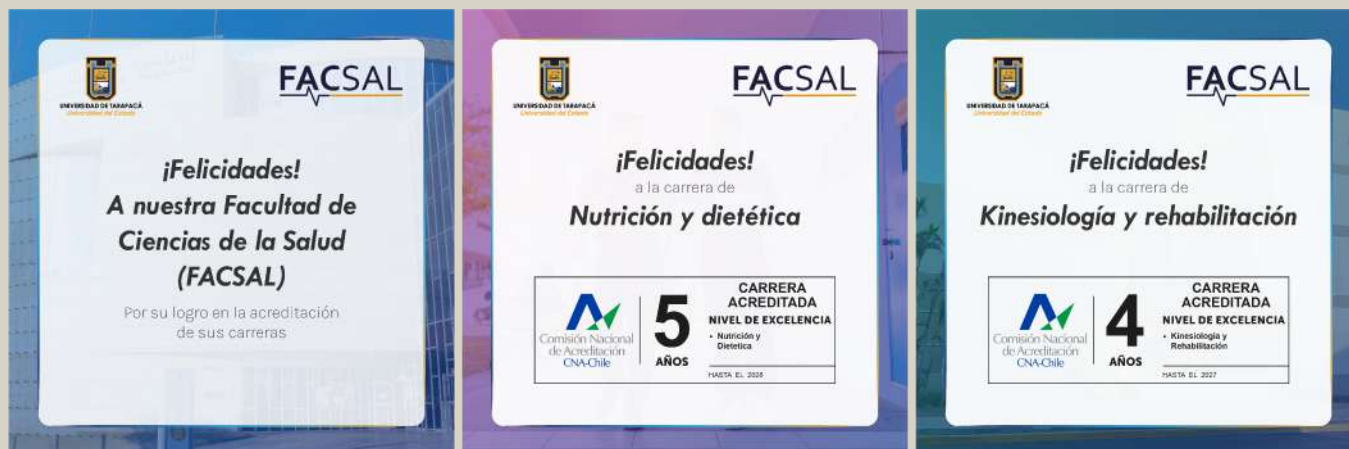 UNIVERSIDAD DE TARAPACÁ
Universidad del Estado
FACSAL
¡Felicidades!
A nuestra Facultad de
Ciencias de la Salud
(FACSAL)
Por su logro en la acreditación
de sus carreras
UNIVERSIDAD DE TARAPACÁ
Universidad del Estado
FACSAL
¡Felicidades!
a la carrera de
Nutrición y dietética
Comisión Nacional
de Acreditación
CNA-Chile
5
AÑOS
CARRERA
ACREDITADA
NIVEL DE EXCELENCIA
• Nutrición y
Dietetica
HASTA EL 2028
UNIVERSIDAD DE TARAPACÁ
Universidad del Estado
FACSAL
¡Felicidades!
a la carrera de
Kinesiología y rehabilitación
Comisión Nacional
de Acreditación
CNA-Chile
4
AÑOS
CARRERA
ACREDITADA
NIVEL DE EXCELENCIA
• Kinesiología y
Rehabilitación
HASTA EL 2027